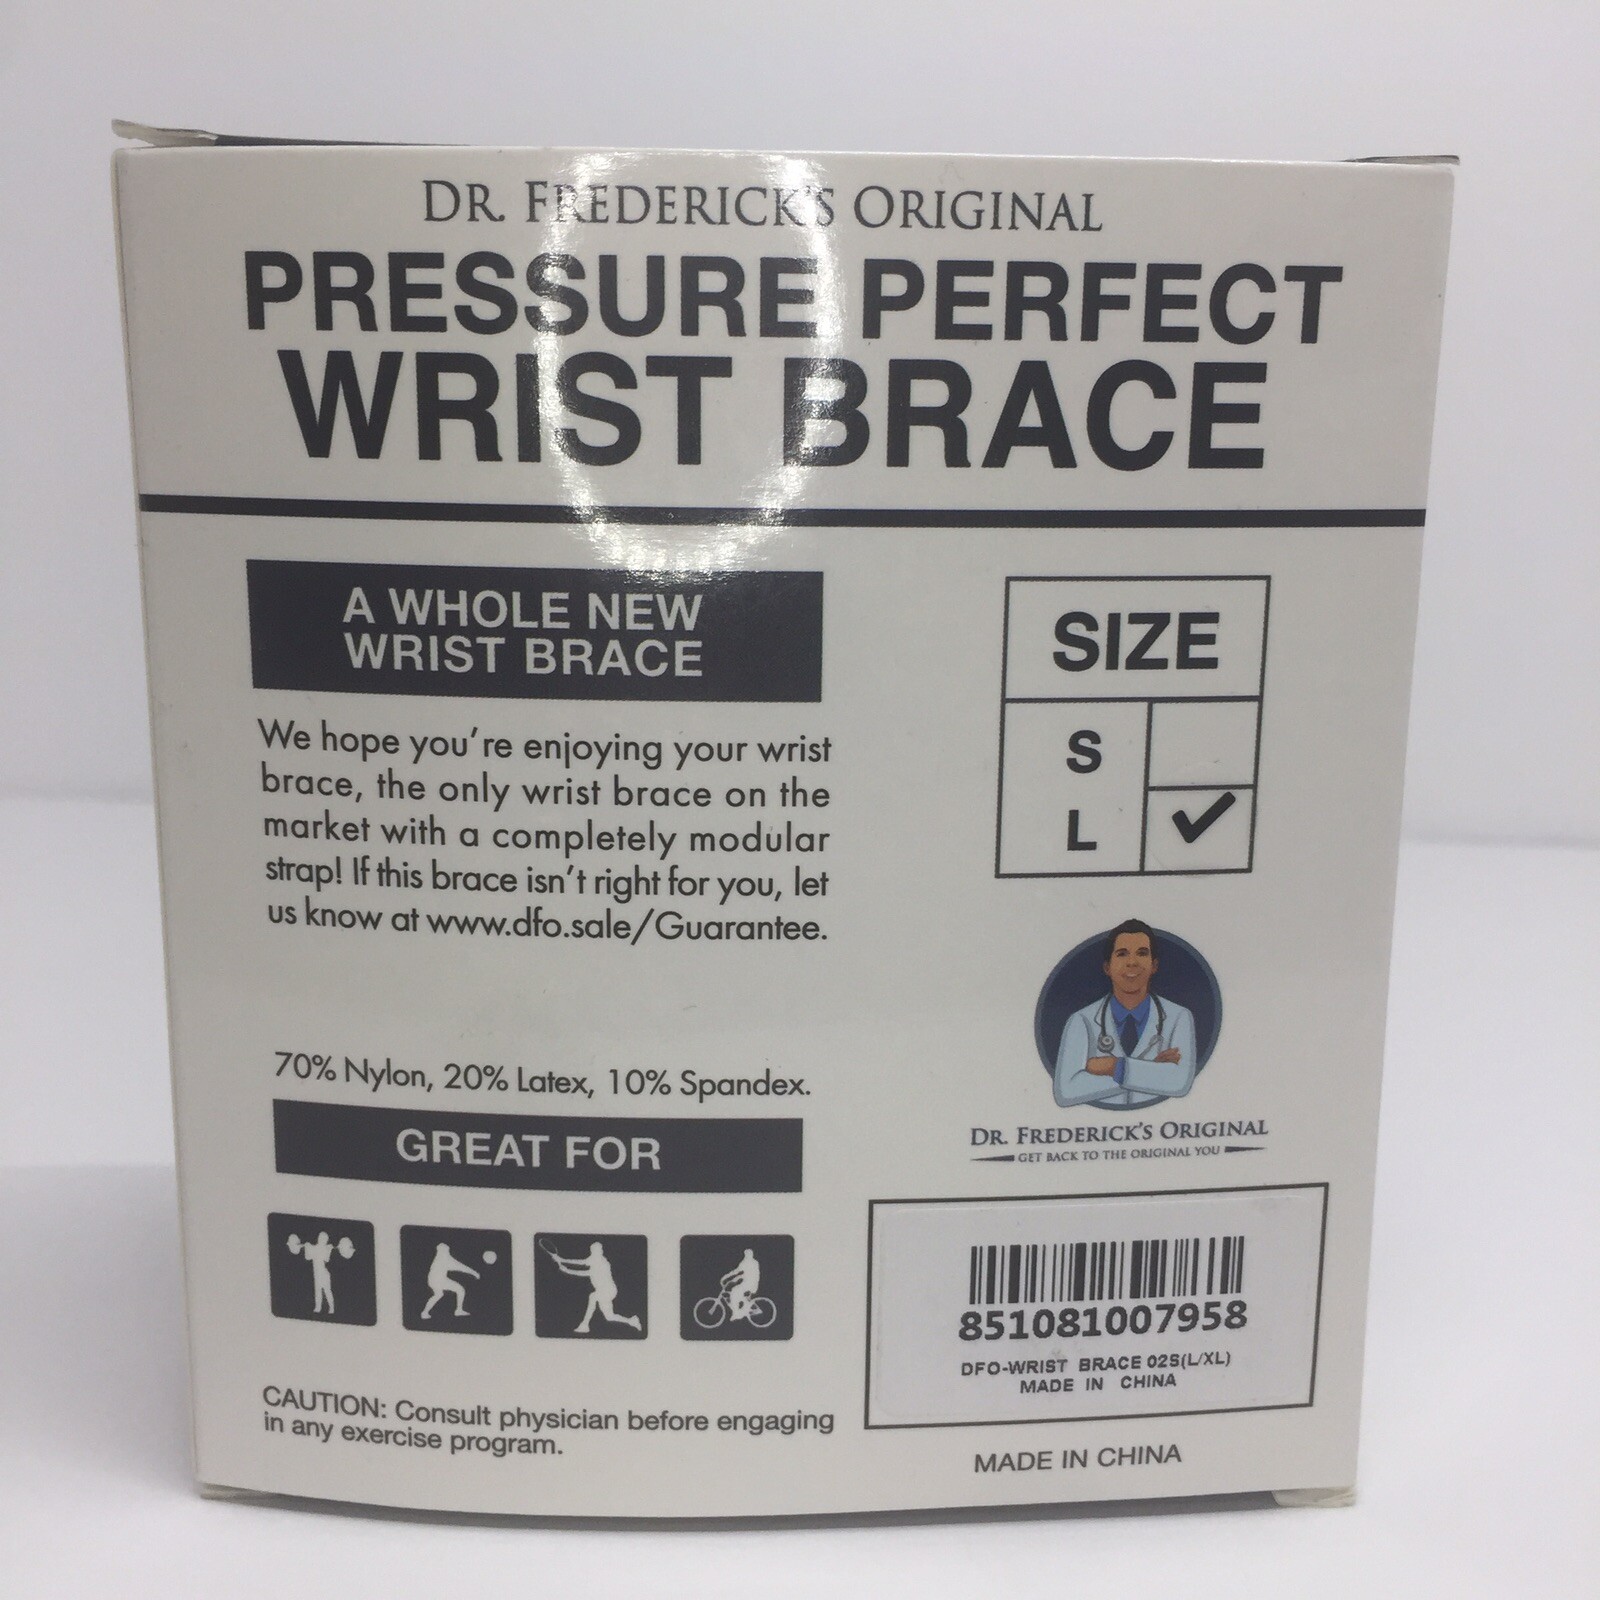 DR. FREDERICK'S ORIGINAL
PRESSURE PERFECT
WRIST BRACE
A WHOLE NEW
WRIST BRACE
We hope you're enjoying your wrist
brace, the only wrist brace on the
market with a completely modular
strap! If this brace isn't right for you, let
us know at www.dfo.sale/Guarantee.
70% Nylon, 20% Latex, 10% Spandex.
GREAT FOR
CAUTION: Consult physician before engaging
in any exercise program.
SIZE
S
L ✓
DR. FREDERICK'S ORIGINAL
GET BACK TO THE ORIGINAL YOU
851081007958
DFO-WRIST BRACE 02S(L/XL)
MADE IN CHINA
MADE IN CHINA